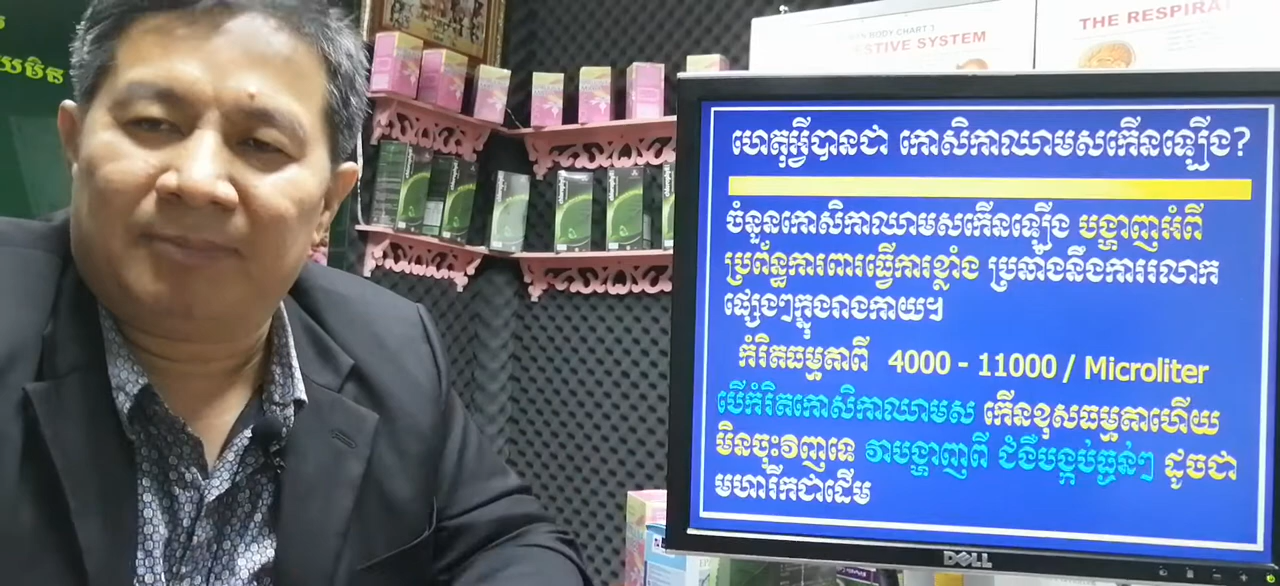 យមិន
BODY CHART 1
ESTIVE SYSTEM
THE RESPIRAT
ហេតុអ្វីបានជា កោសិកាឈាមសកើនឡើង?
ចំនួនកោសិកាឈាមសកើនឡើង បង្ហាញអំពី
ប្រព័ន្ធការពារធ្វើការខ្លាំង ប្រឆាំងនឹងការរលាក
ផ្សេងៗក្នុងរាងកាយ។
កំរិតធម្មតាពី 4000 - 11000 / Microliter
បើកំរិតកោសិកាឈាមស កើនខុសធម្មតាហើយ
មិនចុះវិញទេ វាបង្ហាញពី ជំងឺបង្កប់ធ្ងន់ៗ ដូចជា
មហារីកជាដើម
DELL